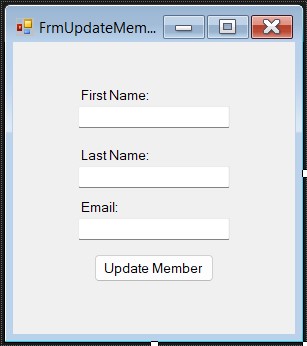 FrmUpdateMem...
First Name:
Last Name:
Email:
Update Member